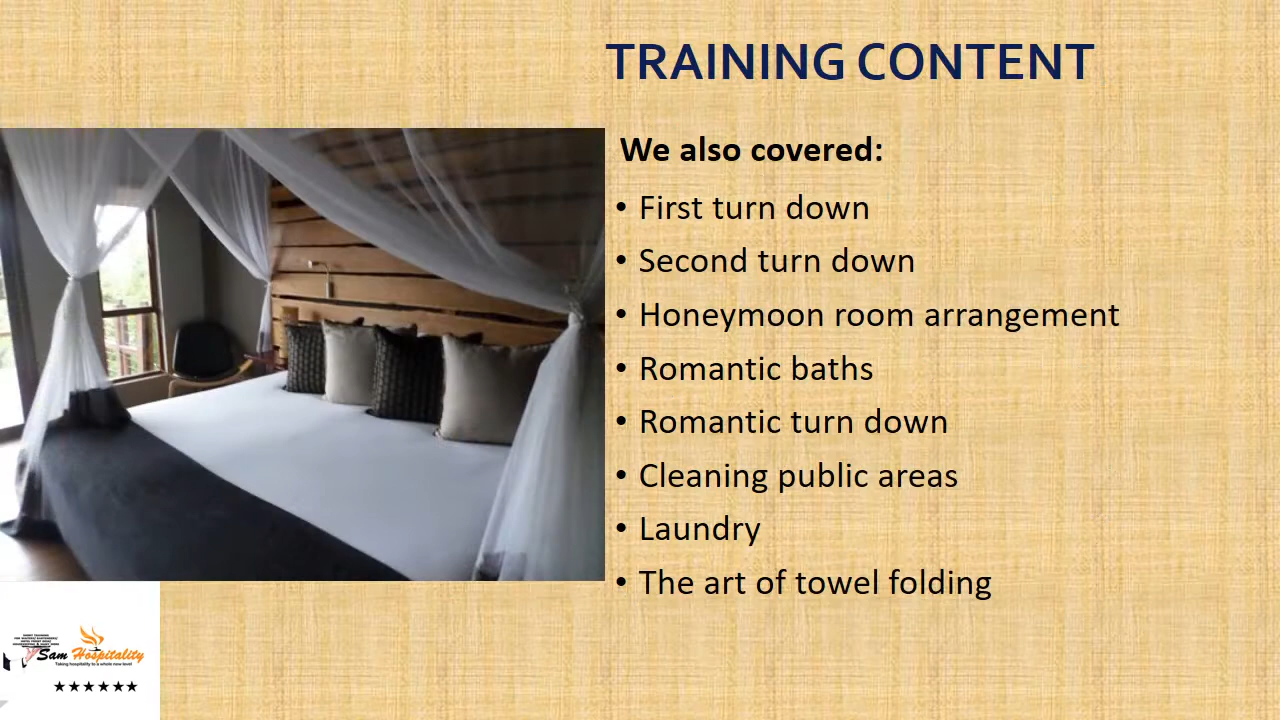 TRAINING CONTENT
We also covered:
• First turn down
• Second turn down
• Honeymoon room arrangement
• Romantic baths
• Romantic turn down
• Cleaning public areas
• Laundry
• The art of towel folding
Sam Hospitality
Taking hospitality to a whole new level